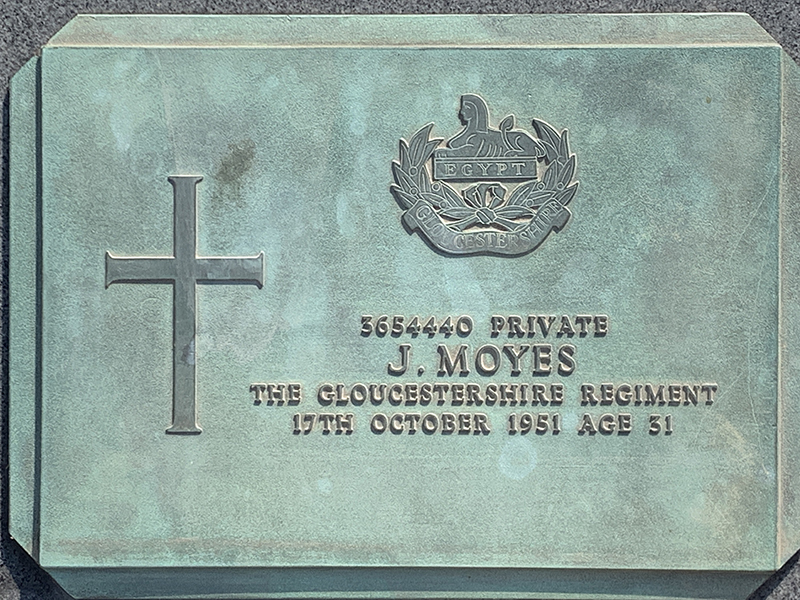 EGYPT
GLOUCESTERSHIRE
3654440 PRIVATE
J. MOYES
THE GLOUCESTERSHIRE REGIMENT
17TH OCTOBER 1951 AGE 31